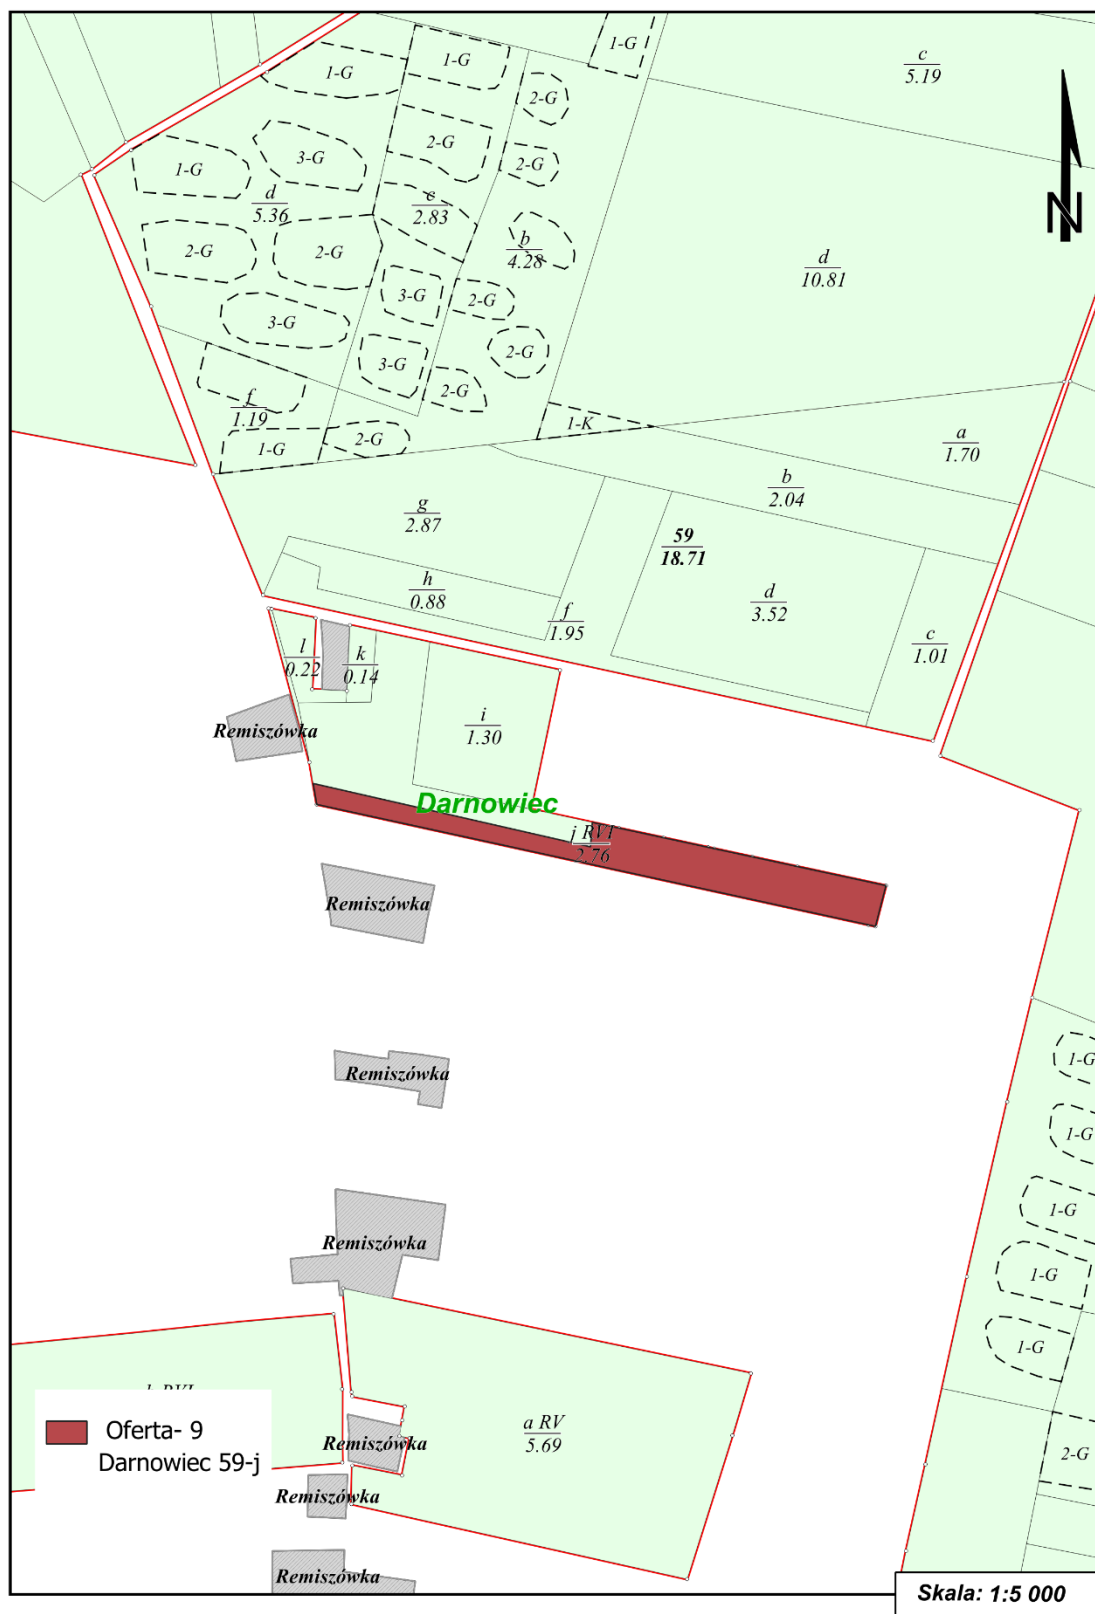 1-G
1-G
1-G
c
5.19
2-G
2-G
3-G
1-G
2-G
d
5.36
c
2.83
b
4.28
2-G
2-G
d
10.81
N
3-G
2-G
3-G
2-G
3-G
2-G
f
1.19
1-G
2-G
1-K
a
1.70
b
2.04
g
2.87
59
18.71
h
0.88
d
3.52
f
1.95
c
1.01
l
0.22
k
0.14
i
1.30
Remiszówka
Darnowiec
j RVI
2.76
Remiszówka
Remiszówka
1-G
1-G
1-G
Remiszówka
1-G
1-G
a RV
5.69
Oferta- 9
Darnowiec 59-j
Remiszówka
2-G
Remiszówka
Remiszówka
Skala: 1:5 000